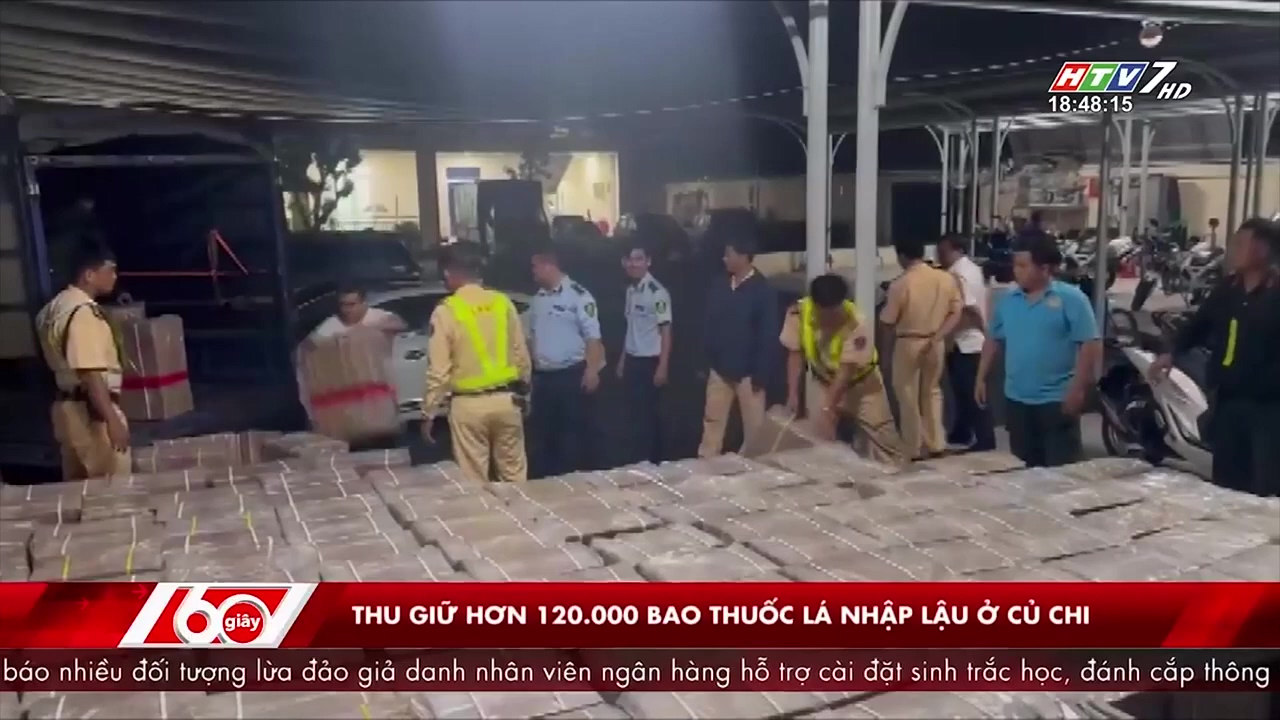 HTV7 HD
18:48:15
60 giây
THU GIỮ HƠN 120.000 BAO THUỐC LÁ NHẬP LẬU Ở CỦ CHI
báo nhiều đối tượng lừa đảo giả danh nhân viên ngân hàng hỗ trợ cài đặt sinh trắc học, đánh cắp thông